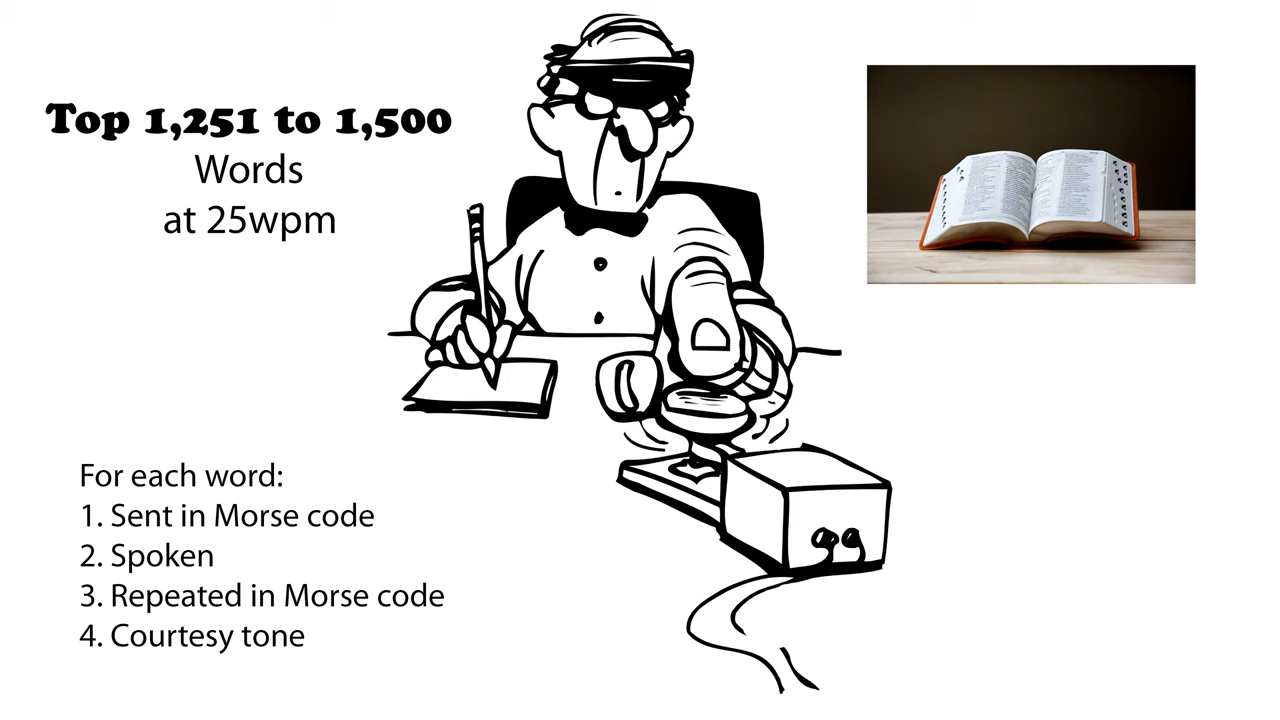 Top 1,251 to 1,500
Words
at 25wpm
For each word:
1. Sent in Morse code
2. Spoken
3. Repeated in Morse code
4. Courtesy tone